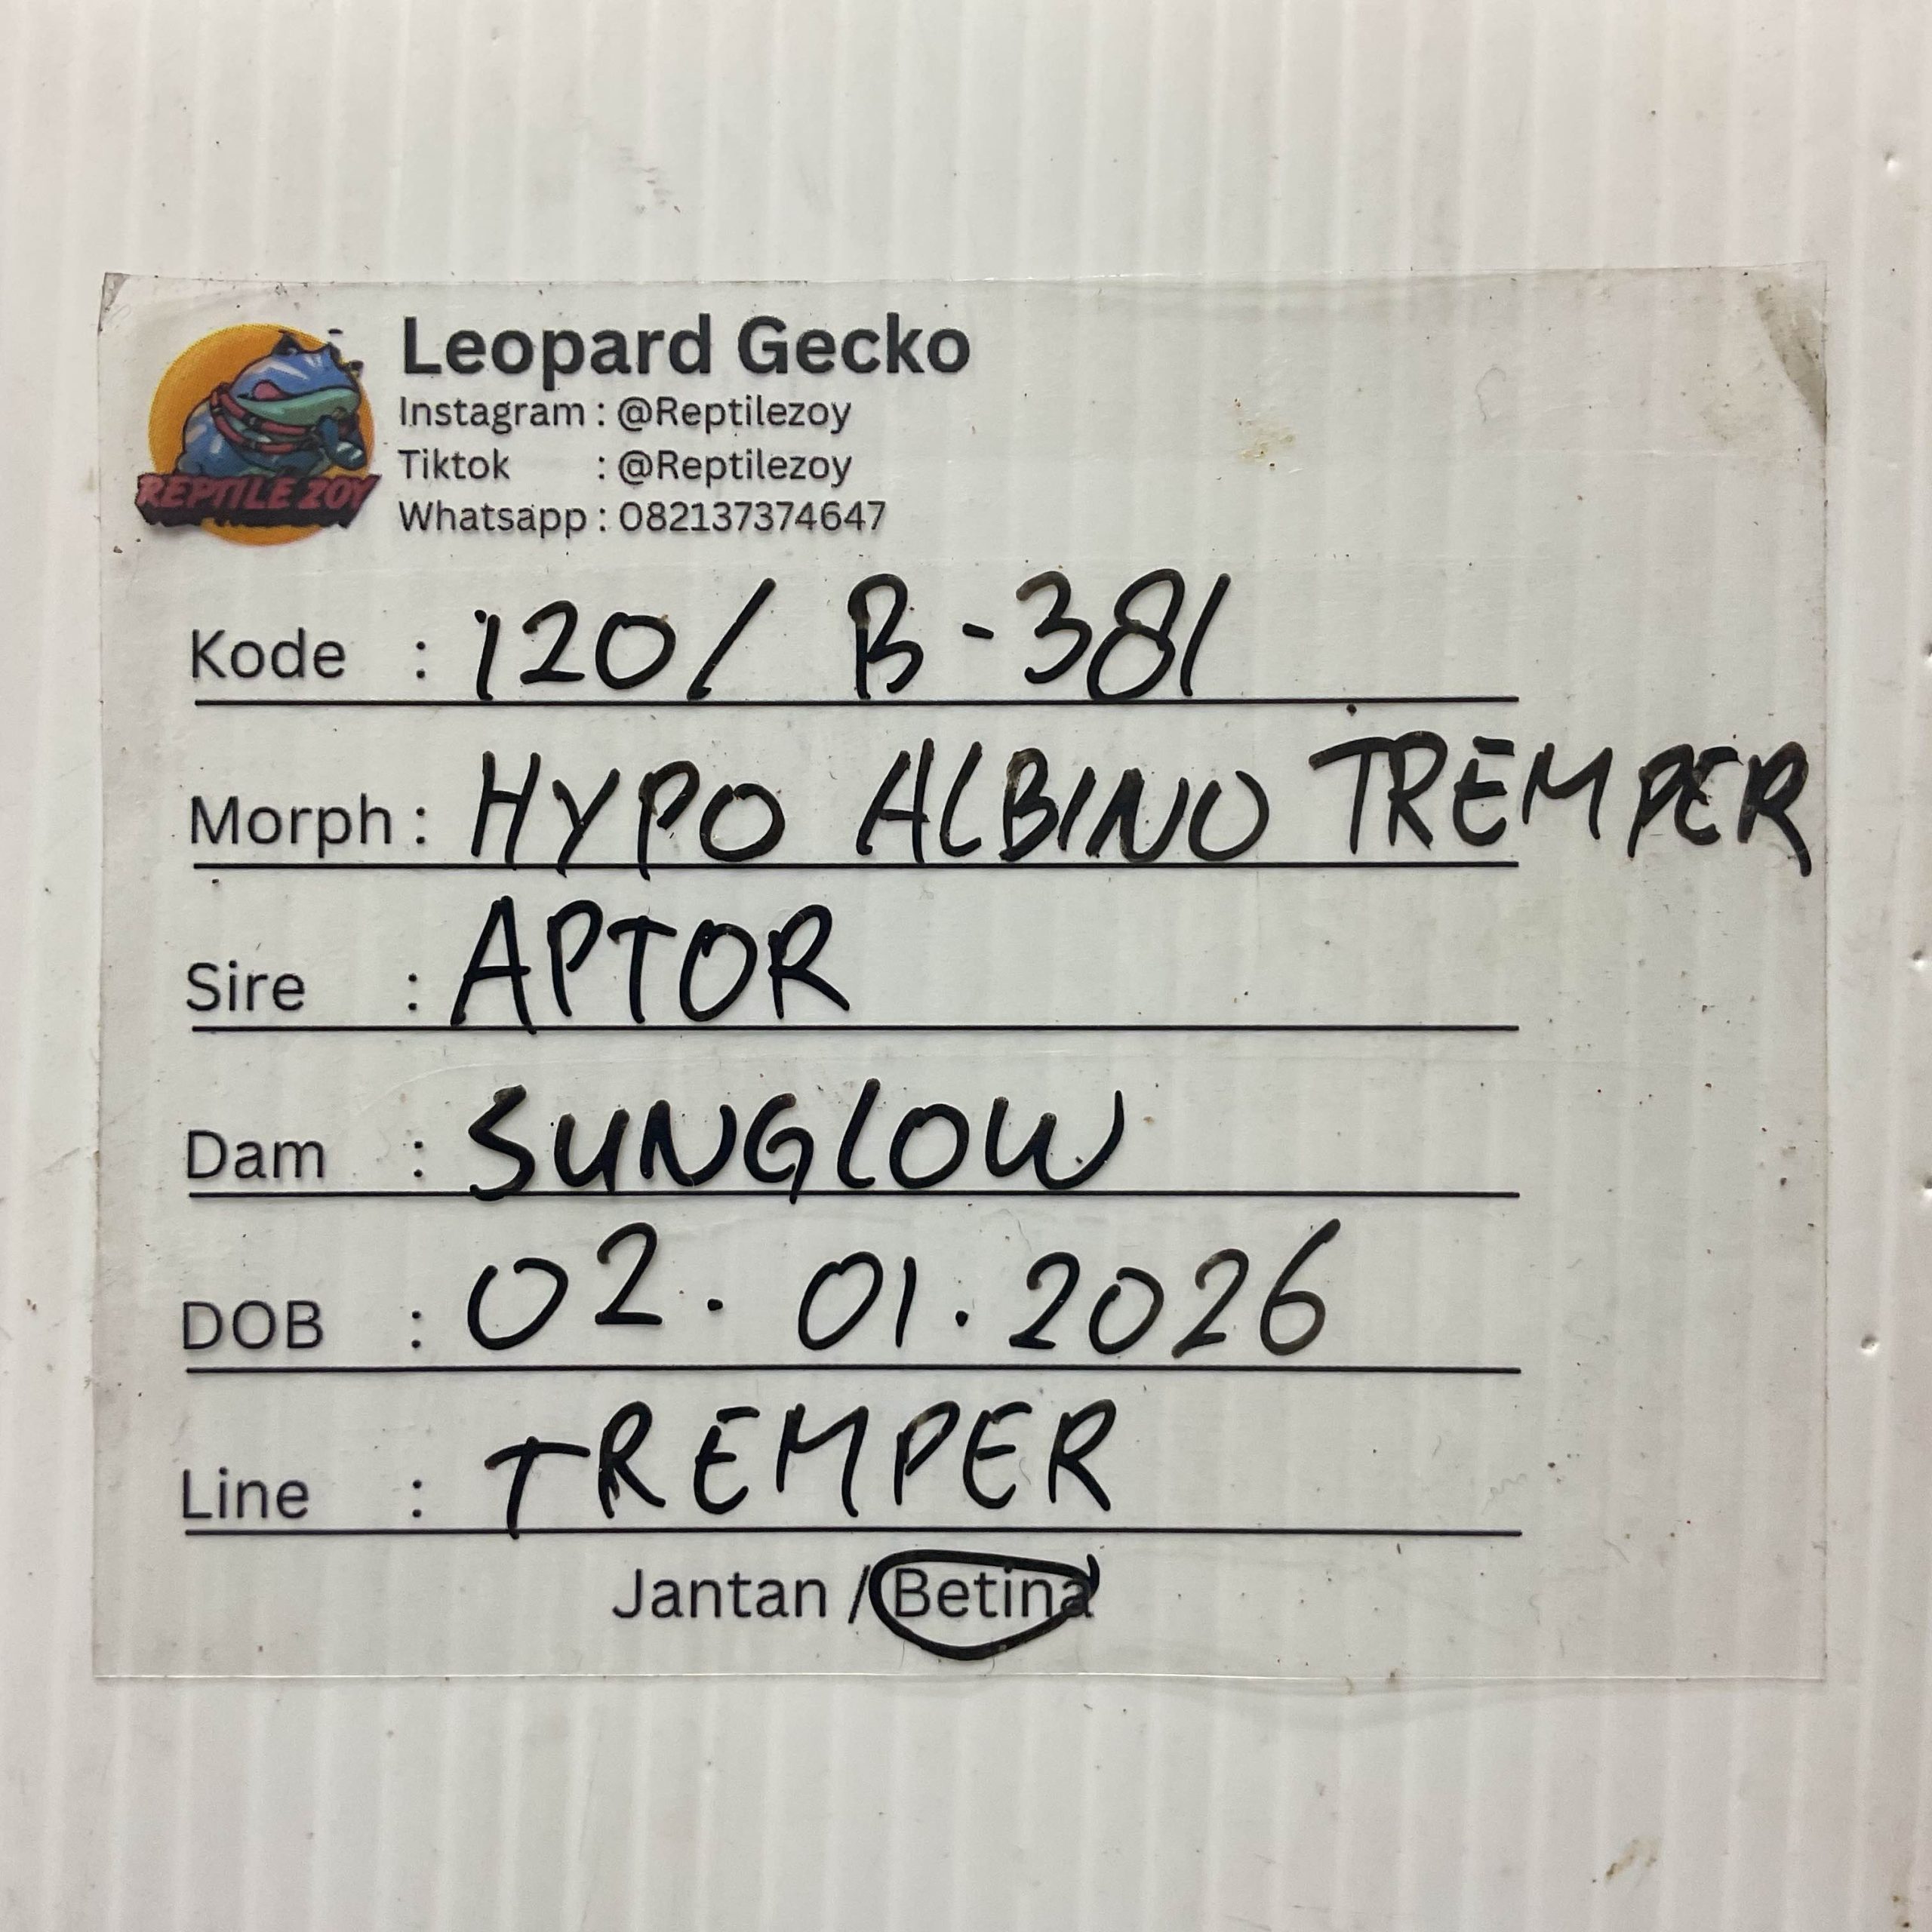 Leopard Gecko
Instagram : @Reptilezoy
Tiktok : @Reptilezoy
Whatsapp : 082137374647
REPTILE ZOY
Kode : 120/ B-381
Morph : HYPO ALBINO TREMPER
Sire : APTOR
Dam : SUNGLOW
DOB : 02.01.2026
Line : TREMPER
Jantan / Betina